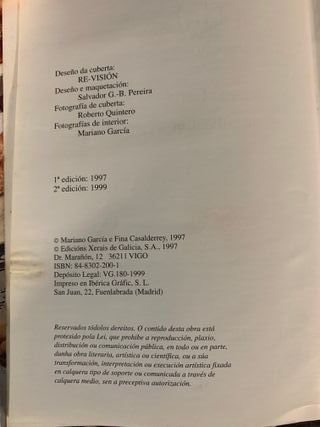 Deseño da cuberta:
RE-VISIÓN
Deseño e maquetación:
Salvador G.-B. Pereira
Fotografía de cuberta:
Roberto Quintero
Fotografías de interior:
Mariano García
1ª edición: 1997
2ª edición: 1999
© Mariano García e Fina Casalderrey, 1997
© Edicións Xerais de Galicia, S.A., 1997
Dr. Marañón, 12 36211 VIGO
ISBN: 84-8302-200-1
Depósito Legal: VG.180-1999
Impreso en Ibérica Gráfic, S. L.
San Juan, 22, Fuenlabrada (Madrid)
Reservados tódolos dereitos. O contido desta obra está
protexido pola Lei, que prohibe a reproducción, plaxio,
distribución ou comunicación pública, en todo ou en parte,
dunha obra literaria, artística ou científica, ou a súa
transformación, interpretación ou execución artística fixada
en calquera tipo de soporte ou comunicada a través de
calquera medio, sen a preceptiva autorización.